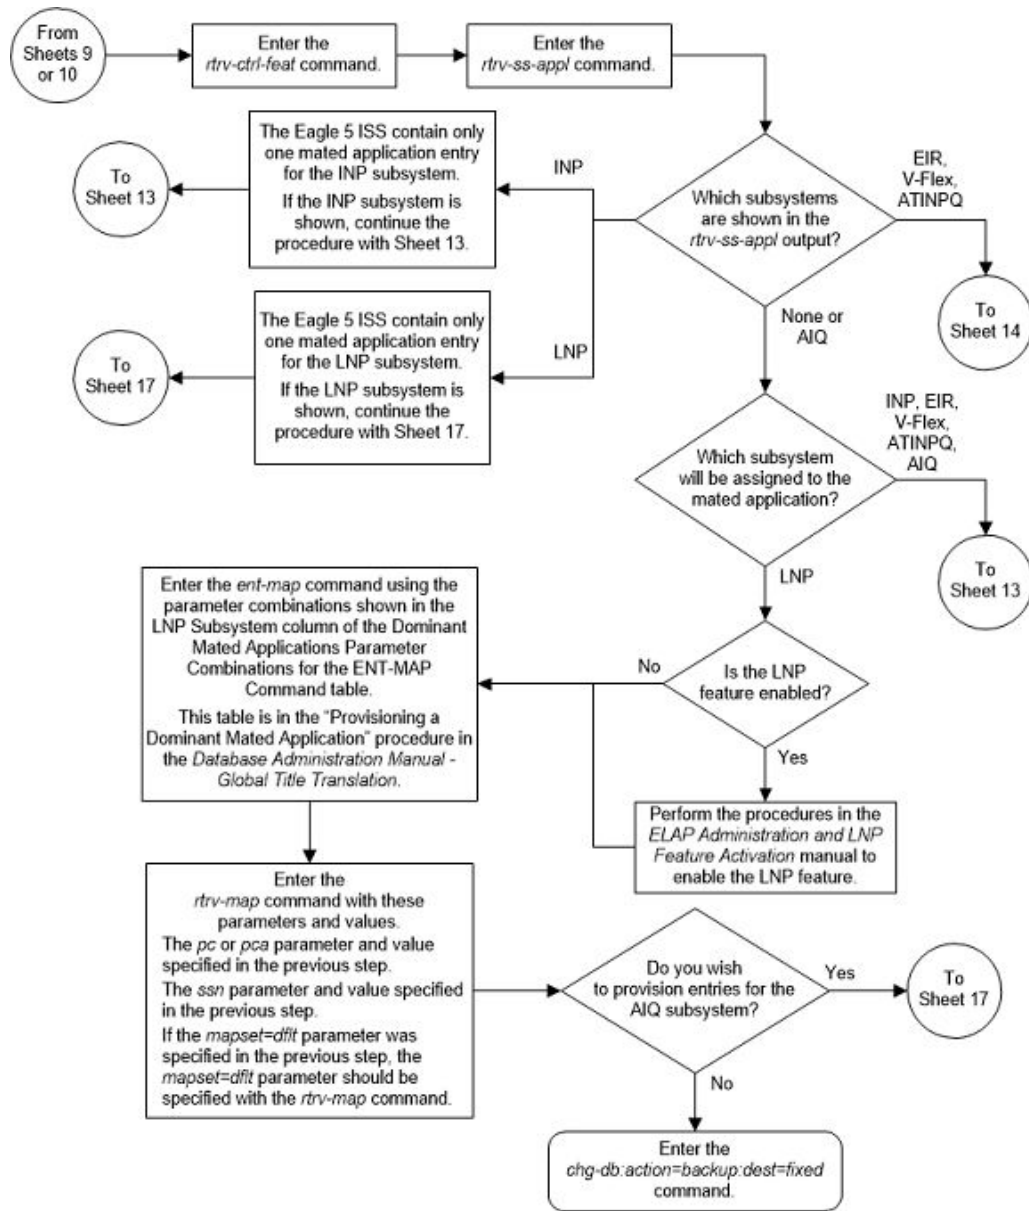 From
Sheets 9
or 10
Enter the
rtrv-ctrl-feat command.
Enter the
rtrv-ss-appl command.
The Eagle 5 ISS contain only
one mated application entry
for the INP subsystem.
If the INP subsystem is
shown, continue the
procedure with Sheet 13.
INP
To
Sheet 13
Which subsystems
are shown in the
rtrv-ss-appl output?
EIR,
V-Flex,
ATINPQ
To
Sheet 14
The Eagle 5 ISS contain only
one mated application entry
for the LNP subsystem.
If the LNP subsystem is
shown, continue the
procedure with Sheet 17.
LNP
To
Sheet 17
None or
AIQ
Which subsystem
will be assigned to the
mated application?
INP, EIR,
V-Flex,
ATINPQ,
AIQ
To
Sheet 13
LNP
Enter the ent-map command using the
parameter combinations shown in the
LNP Subsystem column of the Dominant
Mated Applications Parameter
Combinations for the ENT-MAP
Command table.
This table is in the “Provisioning a
Dominant Mated Application” procedure in
the Database Administration Manual -
Global Title Translation.
No
Is the LNP
feature enabled?
Yes
Perform the procedures in the
ELAP Administration and LNP
Feature Activation manual to
enable the LNP feature.
Enter the
rtrv-map command with these
parameters and values.
The pc or pca parameter and value
specified in the previous step.
The ssn parameter and value specified
in the previous step.
If the mapset=dflt parameter was
specified in the previous step, the
mapset=dflt parameter should be
specified with the rtrv-map command.
Do you wish
to provision entries for the
AIQ subsystem?
Yes
To
Sheet 17
No
Enter the
chg-db:action=backup:dest=fixed
command.